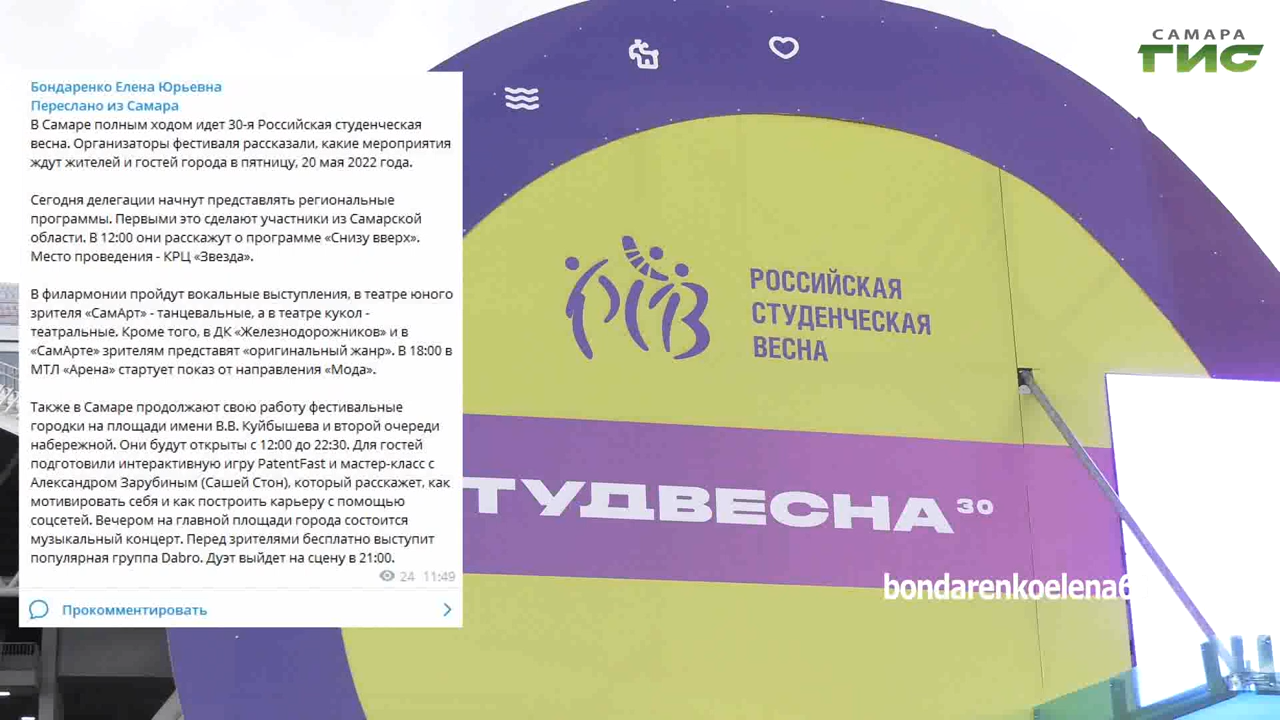 САМАРА
ГИС
Бондаренко Елена Юрьевна
Переслано из Самара
В Самаре полным ходом идет 30-я Российская студенческая
весна. Организаторы фестиваля рассказали, какие мероприятия
ждут жителей и гостей города в пятницу, 20 мая 2022 года.
Сегодня делегации начнут представлять региональные
программы. Первыми это сделают участники из Самарской
области. В 12:00 они расскажут о программе «Снизу вверх».
Место проведения - КРЦ «Звезда».
В филармонии пройдут вокальные выступления, в театре юного
зрителя «СамАрт» - танцевальные, а в театре кукол -
театральные. Кроме того, в ДК «Железнодорожников» и в
«СамАрте» зрителям представят «оригинальный жанр». В 18:00 в
МТЛ «Арена» стартует показ от направления «Мода».
Также в Самаре продолжают свою работу фестивальные
городки на площади имени В.В. Куйбышева и второй очереди
набережной. Они будут открыты с 12:00 до 22:30. Для гостей
подготовили интерактивную игру PatentFast и мастер-класс с
Александром Зарубиным (Сашей Стон), который расскажет, как
мотивировать себя и как построить карьеру с помощью
соцсетей. Вечером на главной площади города состоится
музыкальный концерт. Перед зрителями бесплатно выступит
популярная группа Dabro. Дуэт выйдет на сцену в 21:00.
24 11:49
Прокомментировать
РСВ
РОССИЙСКАЯ
СТУДЕНЧЕСКАЯ
ВЕСНА
ТУДВЕСНА 30
bondarenkoelena6